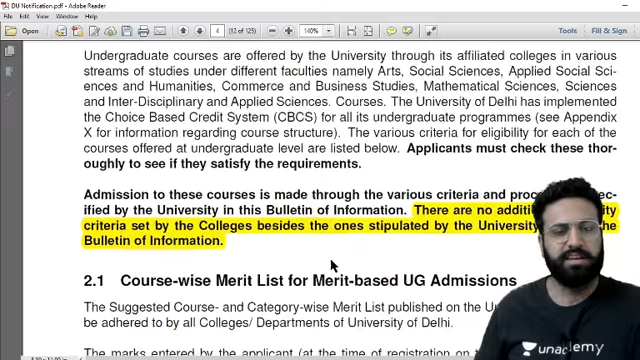 DU Notification.pdf - Adobe Reader
File Edit View Window Help
Open 4 (12 of 125) 140% Tools Fill & Sign
Undergraduate courses are offered by the University through its affiliated colleges in various
streams of studies under different faculties namely Arts, Social Sciences, Applied Social Sci-
ences and Humanities, Commerce and Business Studies, Mathematical Sciences, Sciences
and Inter-Disciplinary and Applied Sciences. Courses. The University of Delhi has implemented
the Choice Based Credit System (CBCS) for all its undergraduate programmes (see Appendix
X for information regarding course structure). The various criteria for eligibility for each of the
courses offered at undergraduate level are listed below. Applicants must check these thor-
oughly to see if they satisfy the requirements.
Admission to these courses is made through the various criteria and
ified by the University in this Bulletin of Information. There are no
criteria set by the Colleges besides the ones stipulated by the University
Bulletin of Information.
2.1 Course-wise Merit List for Merit-based UG Admissions
The Suggested Course- and Category-wise Merit List published on the
be adhered to by all Colleges/ Departments of University of Delhi.
The marks entered by the applicant (at the time of registration on
unacademy